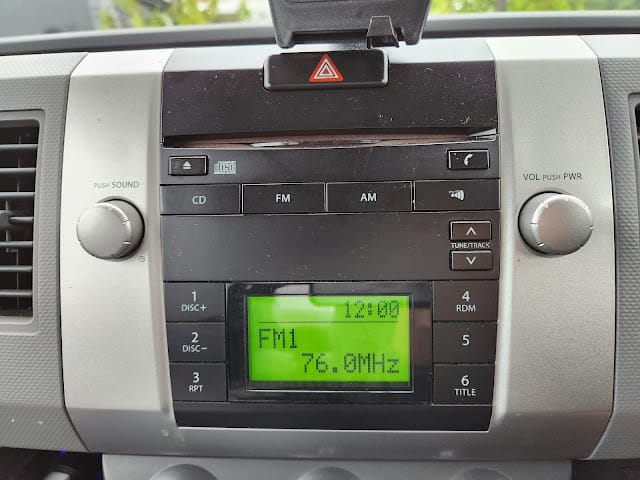 PUSH SOUND
VOL PUSH PWR
CD
FM
AM
TUNE/TRACK
1
DISC+
2
DISC-
3
RPT
12:00
FM1
76.0MHz
4
RDM
5
6
TITLE